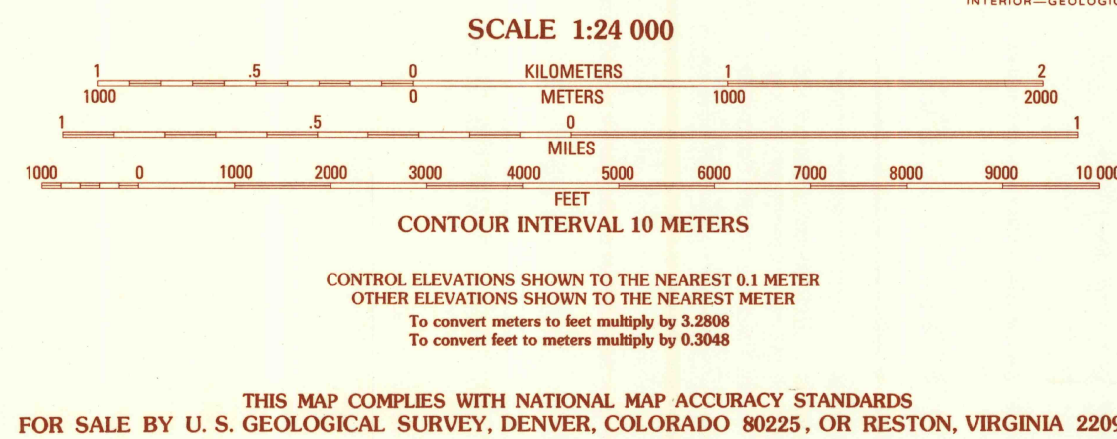 INTERIOR—GEOLOGIC
SCALE 1:24 000
1 .5 0 KILOMETERS 1 2
1000 0 METERS 1000 2000
1 .5 0 1
MILES
1000 0 1000 2000 3000 4000 5000 6000 7000 8000 9000 10 000
FEET
CONTOUR INTERVAL 10 METERS
CONTROL ELEVATIONS SHOWN TO THE NEAREST 0.1 METER
OTHER ELEVATIONS SHOWN TO THE NEAREST METER
To convert meters to feet multiply by 3.2808
To convert feet to meters multiply by 0.3048
THIS MAP COMPLIES WITH NATIONAL MAP ACCURACY STANDARDS
FOR SALE BY U. S. GEOLOGICAL SURVEY, DENVER, COLORADO 80225, OR RESTON, VIRGINIA